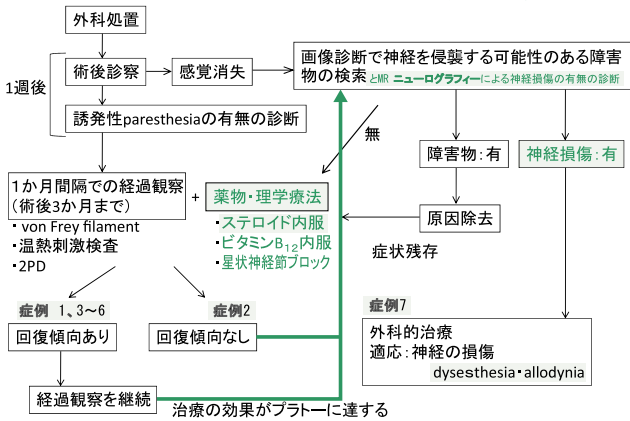 外科処置
1週後
術後診察
感覚消失
画像診断で神経を侵襲する可能性のある障害
物の検索とMR ニューログラフィーによる神経損傷の有無の診断
誘発性paresthesiaの有無の診断
無
障害物:有
神経損傷:有
1か月間隔での経過観察
(術後3か月まで)
+
薬物・理学療法
・von Frey filament
・温熱刺激検査
・2PD
・ステロイド内服
・ビタミンB12内服
・星状神経節ブロック
原因除去
症状残存
症例 1、3〜6
症例2
症例7
回復傾向あり
回復傾向なし
外科的治療
適応:神経の損傷
dysesthesia・allodynia
経過観察を継続
治療の効果がプラトーに達する